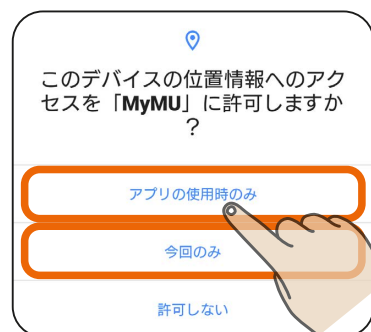 このデバイスの位置情報へのアク
セスを「MyMU」に許可しますか
？
アプリの使用時のみ
今回のみ
許可しない